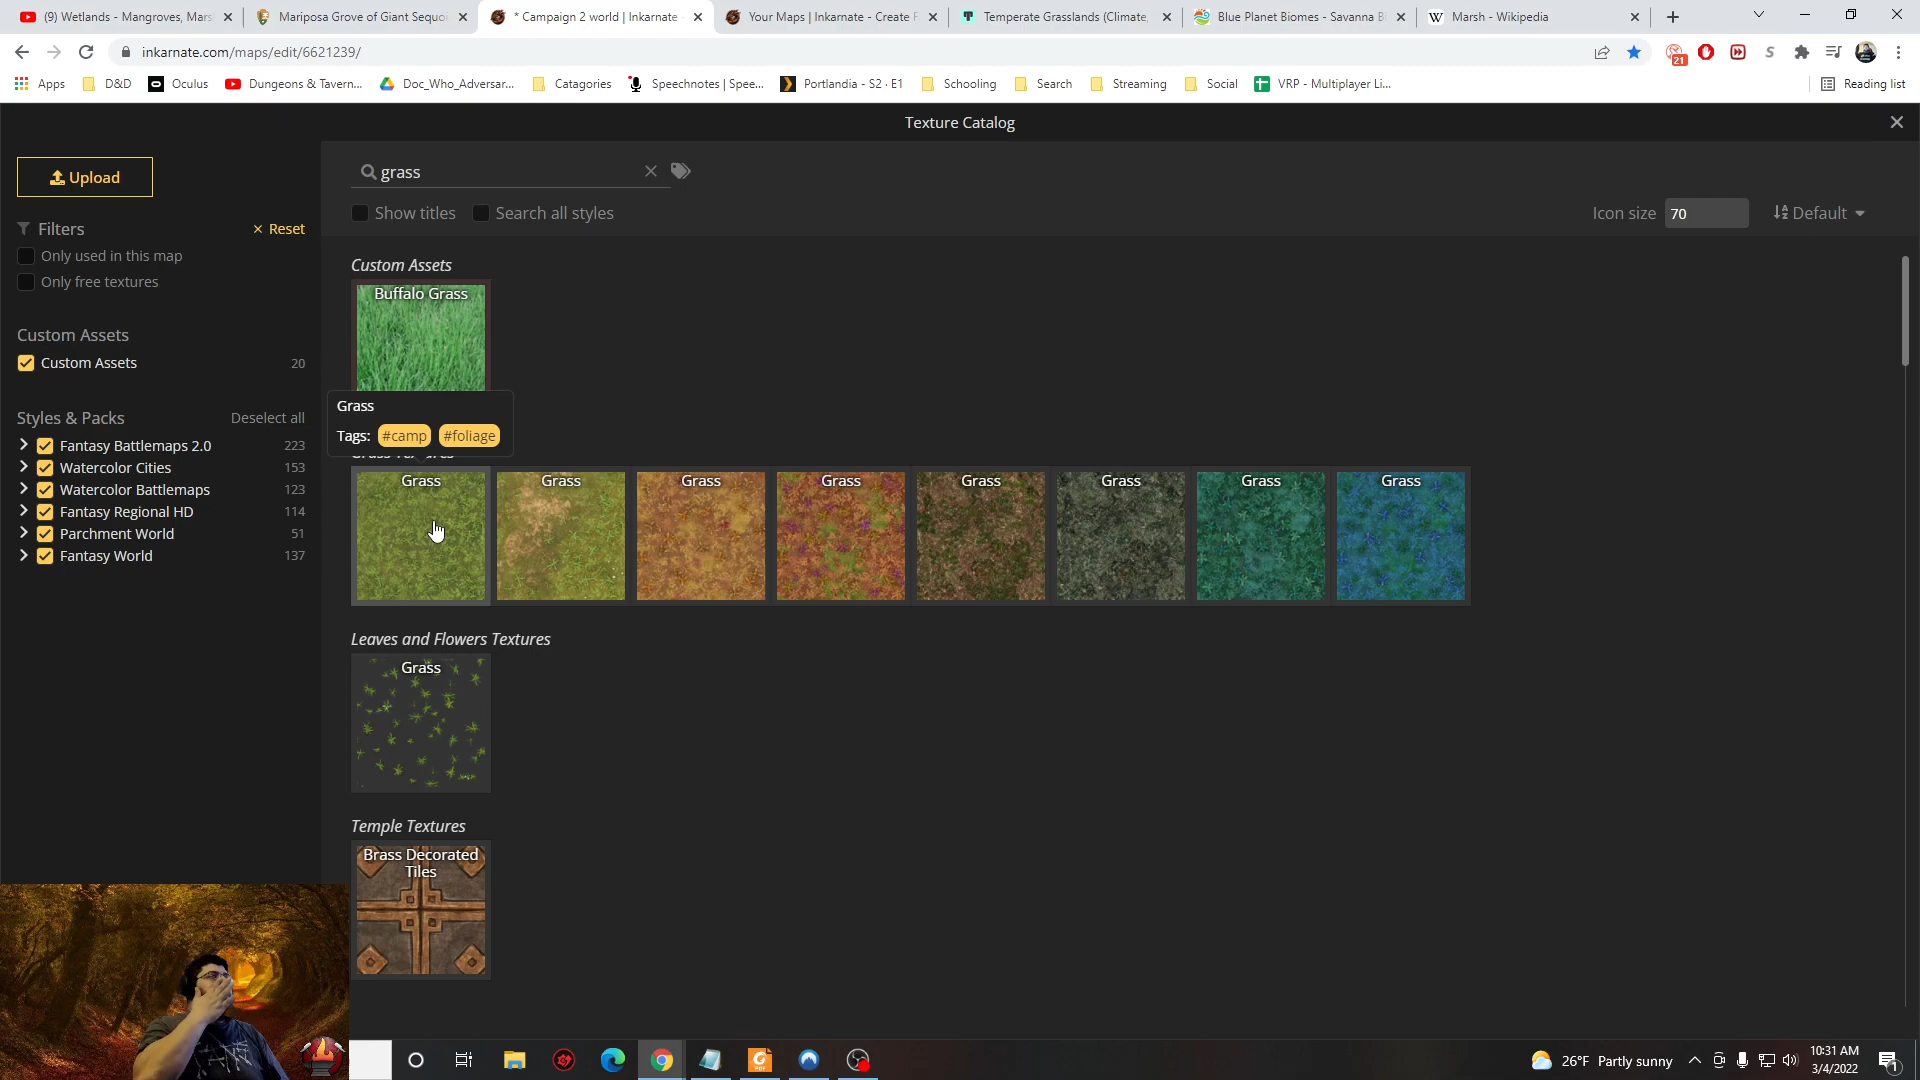 (9) Wetlands - Mangroves, Mars
Mariposa Grove of Giant Sequo
* Campaign 2 world | Inkarnate
Your Maps | Inkarnate - Create F
Temperate Grasslands (Climate,
Blue Planet Biomes - Savanna B
Marsh - Wikipedia
inkarnate.com/maps/edit/6621239/
21
Apps
D&D
Oculus
Dungeons & Tavern...
Doc_Who_Adversar...
Catagories
Speechnotes | Spee...
Portlandia - S2 · E1
Schooling
Search
Streaming
Social
VRP - Multiplayer Li...
Reading list
Texture Catalog
Upload
grass
Show titles
Search all styles
Icon size
70
Default
Filters
Reset
Only used in this map
Only free textures
Custom Assets
Custom Assets
20
Styles & Packs
Deselect all
Fantasy Battlemaps 2.0
223
Watercolor Cities
153
Watercolor Battlemaps
123
Fantasy Regional HD
114
Parchment World
51
Fantasy World
137
Custom Assets
Buffalo Grass
Grass
Tags: #camp #foliage
Grass
Grass
Grass
Grass
Grass
Grass
Grass
Grass
Leaves and Flowers Textures
Grass
Temple Textures
Brass Decorated
Tiles
26°F Partly sunny
10:31 AM
3/4/2022
1